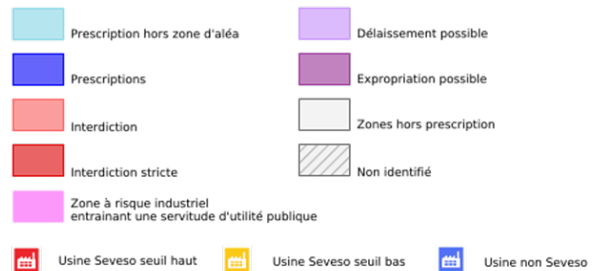 Prescription hors zone d'aléa
Délaissement possible
Prescriptions
Expropriation possible
Interdiction
Zones hors prescription
Interdiction stricte
Non identifié
Zone à risque industriel
entrainant une servitude d'utilité publique
Usine Seveso seuil haut
Usine Seveso seuil bas
Usine non Seveso